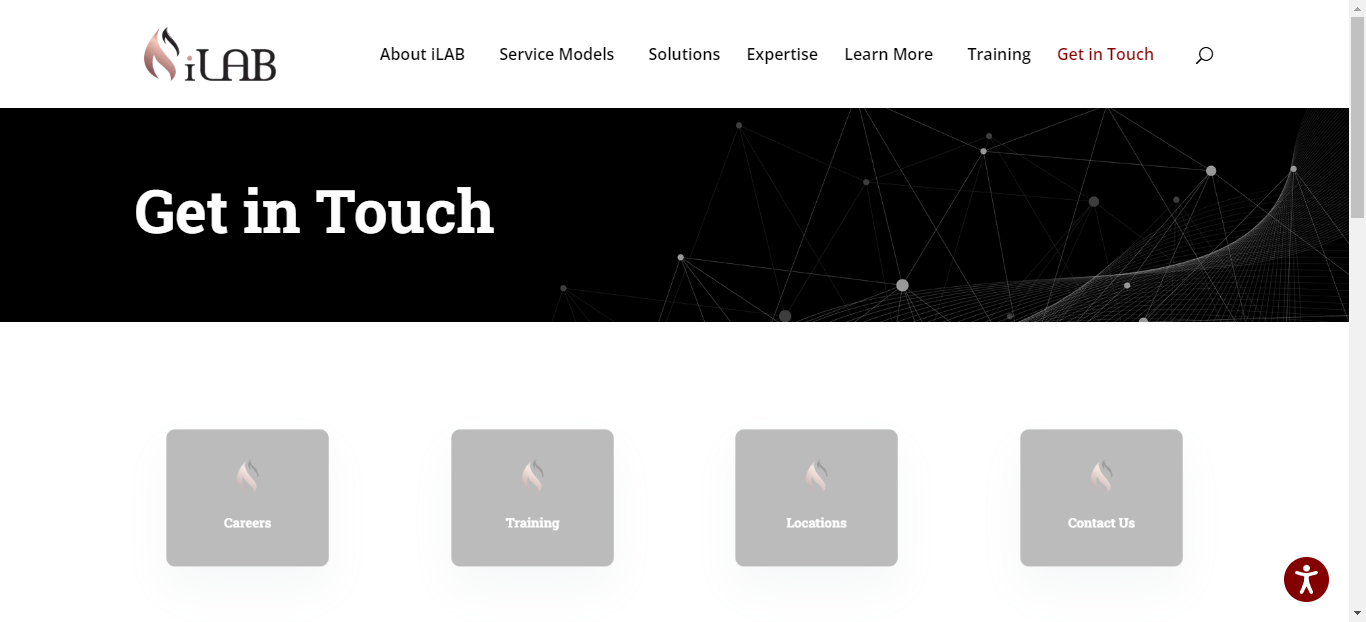 iLAB
About iLAB
Service Models
Solutions
Expertise
Learn More
Training
Get in Touch
Get in Touch
Careers
Training
Locations
Contact Us